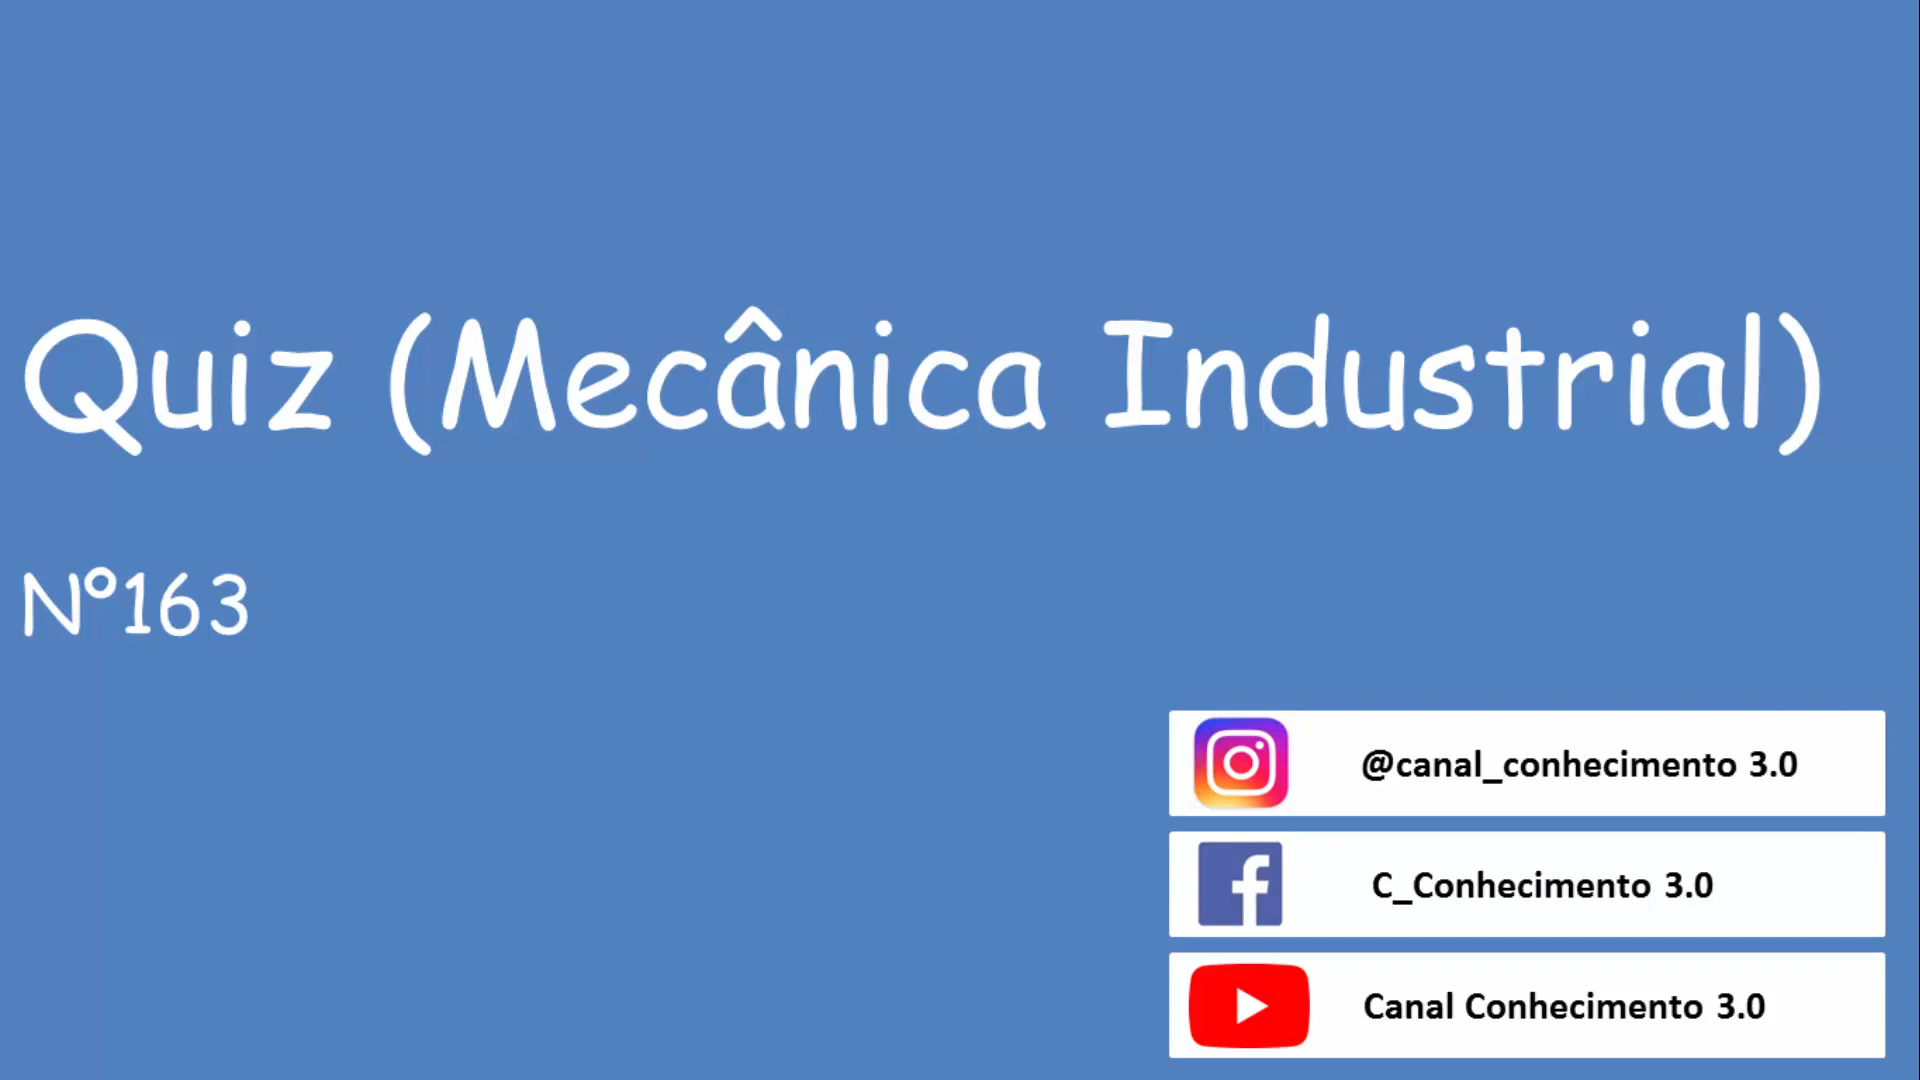 Quiz (Mecânica Industrial)
Nº163
@canal_conhecimento 3.0
C_Conhecimento 3.0
Canal Conhecimento 3.0